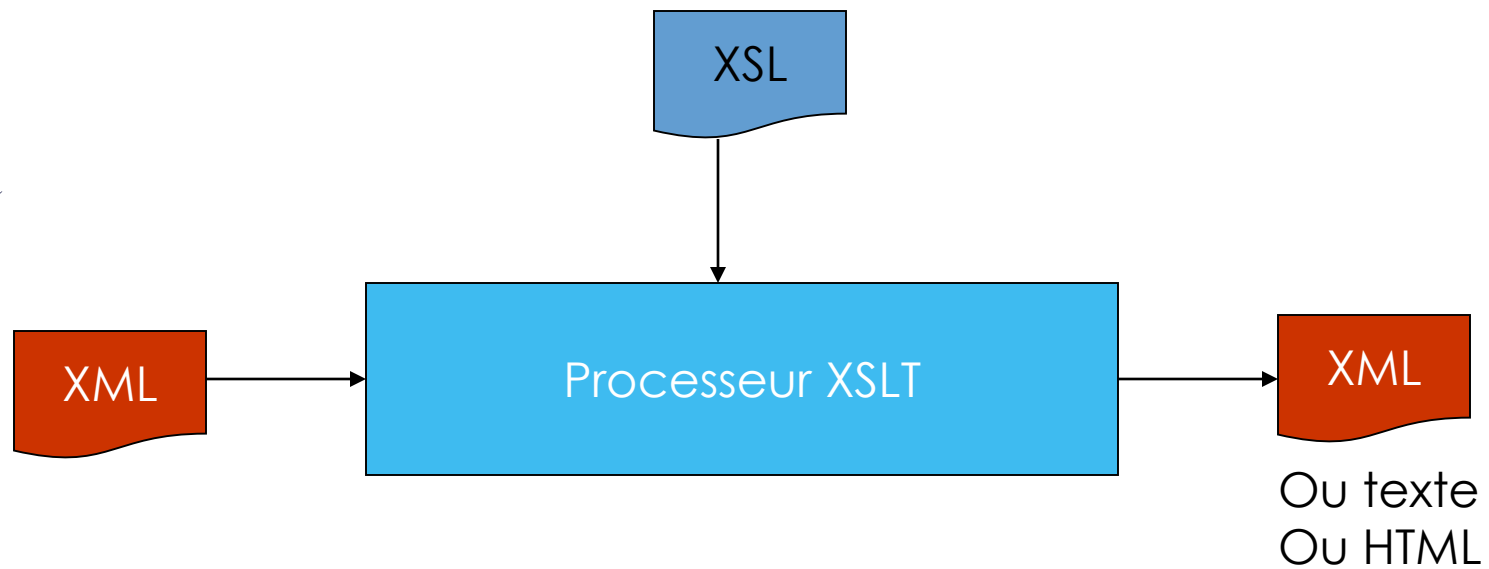 XSL
XML
Processeur XSLT
XML
Ou texte
Ou HTML